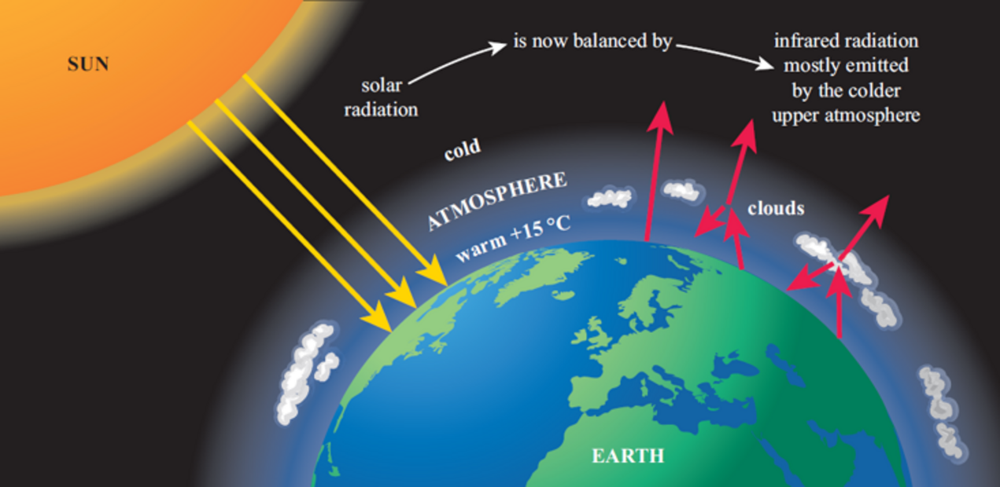 SUN
solar
radiation
is now balanced by
infrared radiation
mostly emitted
by the colder
upper atmosphere
cold
ATMOSPHERE
warm +15 °C
clouds
EARTH